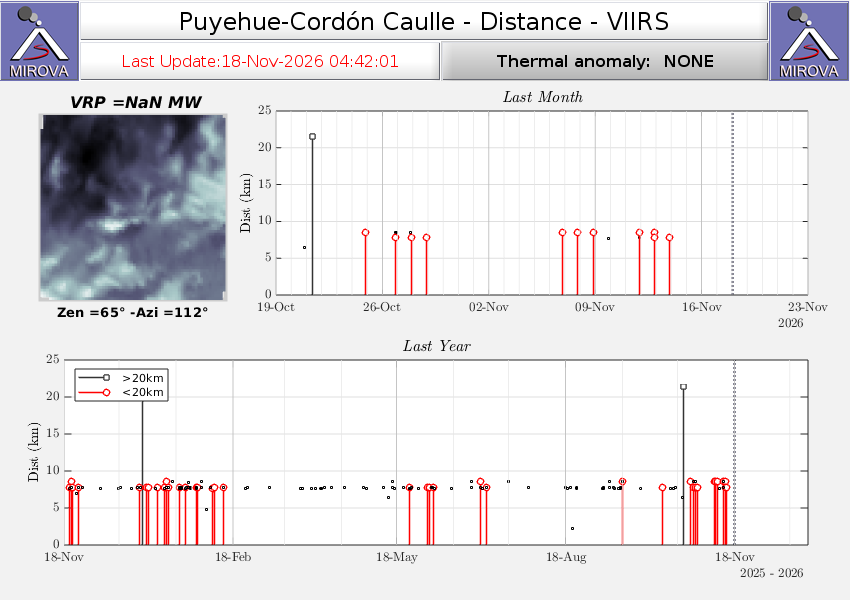 Puyehue-Cordón Caulle - Distance - VIIRS
MIROVA
Last Update:18-Nov-2026 04:42:01
Thermal anomaly: NONE
MIROVA
VRP =NaN MW
Zen =65° -Azi =112°
Last Month
Dist (km)
25
20
15
10
5
0
19-Oct
26-Oct
02-Nov
09-Nov
16-Nov
23-Nov
2026
Last Year
Dist (km)
25
20
15
10
5
0
>20km
<20km
18-Nov
18-Feb
18-May
18-Aug
18-Nov
2025 - 2026